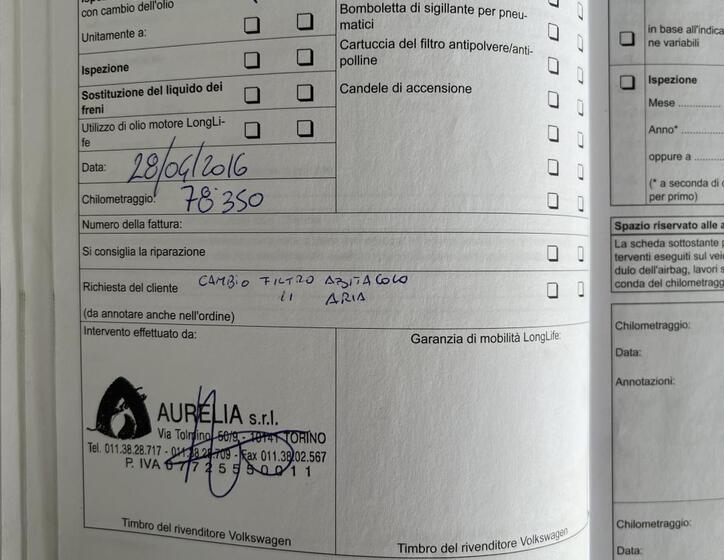 con cambio dell'olio
Unitamente a:
Ispezione
Sostituzione del liquido dei
freni
Utilizzo di olio motore LongLi-
fe
Data: 28/04/2016
Chilometraggio: 78.350
Bomboletta di sigillante per pneu-
matici
Cartuccia del filtro antipolvere/anti-
polline
Candele di accensione
Numero della fattura:
Si consiglia la riparazione
Richiesta del cliente CAMBIO FILTRO ABITACOLO
" ARIA
(da annotare anche nell'ordine)
Intervento effettuato da:
AURELIA s.r.l.
Via Tolmino, 50/9 - 10141 TORINO
Tel. 011.38.28.717 - 011.38.28.709 - Fax 011.38.02.567
P. IVA
Timbro del rivenditore Volkswagen
Garanzia di mobilità LongLife:
Timbro del rivenditore Volkswagen
in base all'indica
ne variabili
Ispezione
Mese ............
Anno*...........
oppure a ........
(* a seconda di
per primo)
Spazio riservato alle a
La scheda sottostante
terventi eseguiti sul vei
dulo dell'airbag, lavori s
conda del chilometragg
Chilometraggio:
Data:
Annotazioni:
Chilometraggio:
Data: